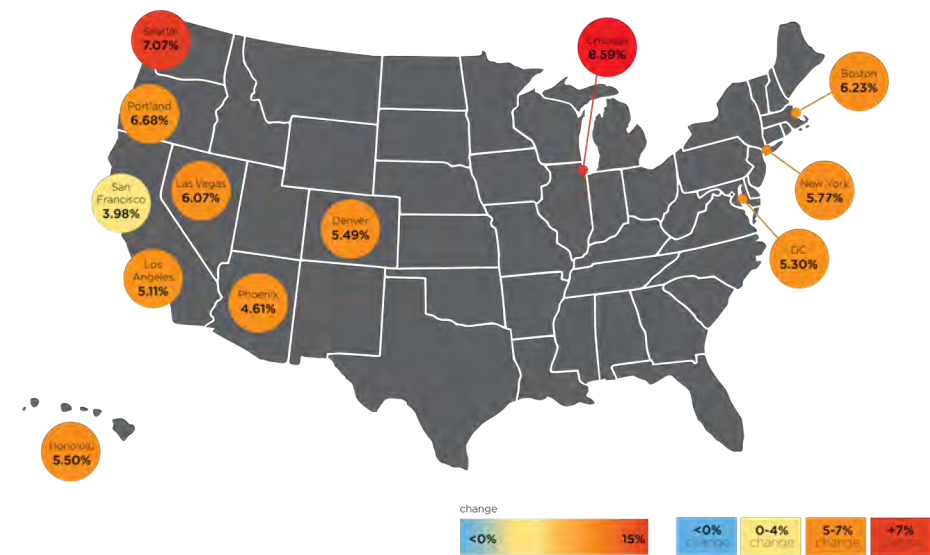 Seattle
7.07%
Chicago
8.59%
Boston
6.23%
Portland
6.68%
San
Francisco
3.98%
Las Vegas
6.07%
New York
5.77%
Denver
5.49%
DC
5.30%
Los
Angeles
5.11%
Phoenix
4.61%
Honolulu
5.50%
change
<0%
15%
<0%
change
0-4%
change
5-7%
change
+7%
change